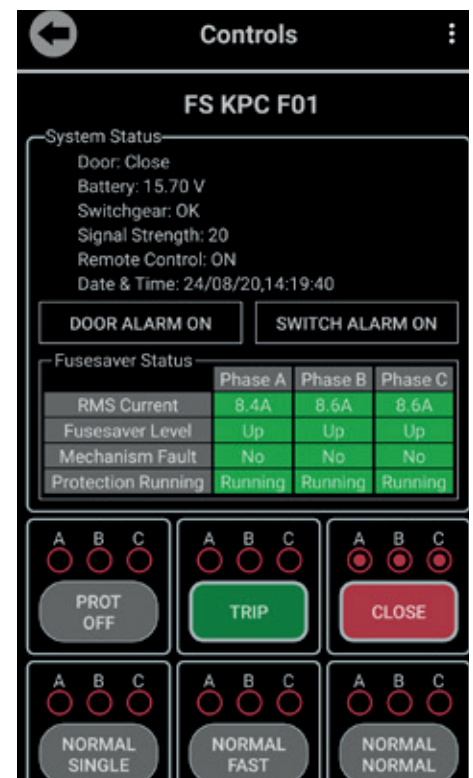 Controls
FS KPC F01
System Status
Door: Close
Battery: 15.70 V
Switchgear: OK
Signal Strength: 20
Remote Control: ON
Date & Time: 24/08/20,14:19:40
DOOR ALARM ON SWITCH ALARM ON
Fusesaver Status
Phase A Phase B Phase C
RMS Current 8.4A 8.6A 8.6A
Fusesaver Level Up Up Up
Mechanism Fault No No No
Protection Running Running Running Running
A B C A B C A B C
PROT OFF TRIP CLOSE
A B C A B C A B C
NORMAL NORMAL NORMAL
SINGLE FAST NORMAL